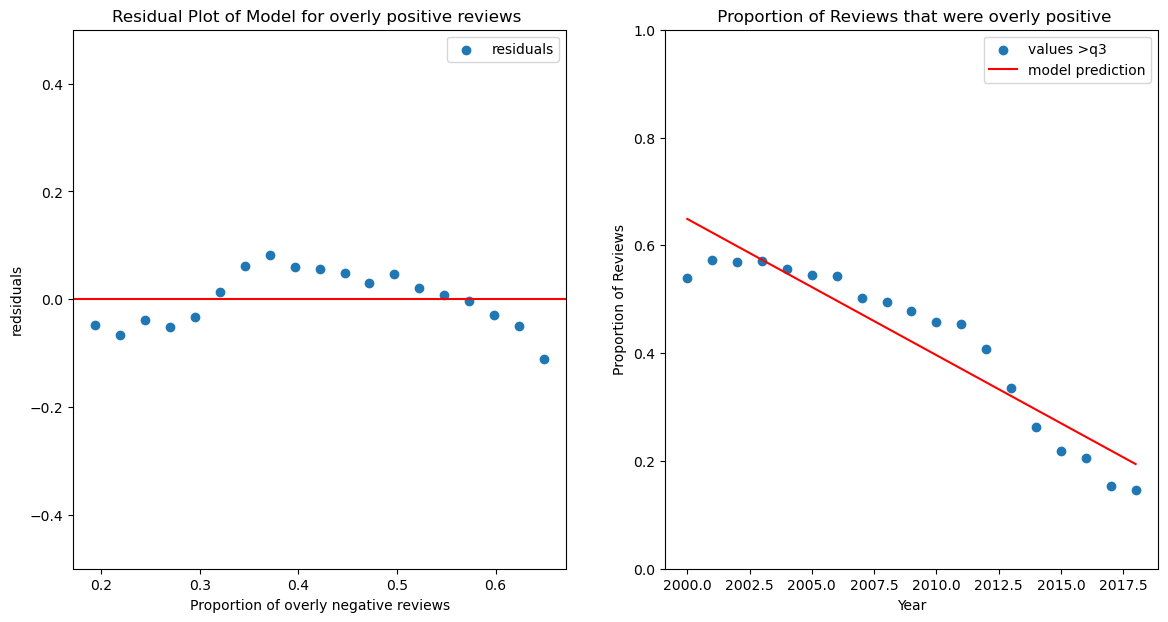 Residual Plot of Model for overly positive reviews
residuals
0.4
0.2
0.0
−0.2
−0.4
redsiduals
0.2 0.3 0.4 0.5 0.6
Proportion of overly negative reviews
Proportion of Reviews that were overly positive
values >q3
model prediction
1.0
0.8
0.6
0.4
0.2
0.0
Proportion of Reviews
2000.0 2002.5 2005.0 2007.5 2010.0 2012.5 2015.0 2017.5
Year